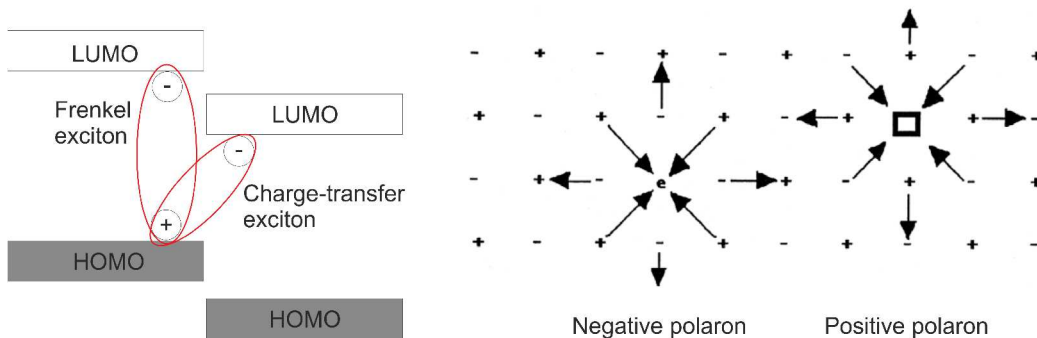 LUMO
-
Frenkel
exciton
LUMO
-
Charge-transfer
exciton
+
HOMO
HOMO
- + - + - + - + - +
+ - + - + - + + -
- + - e - + - + - +
+ - + - + - + - + -
Negative polaron
Positive polaron